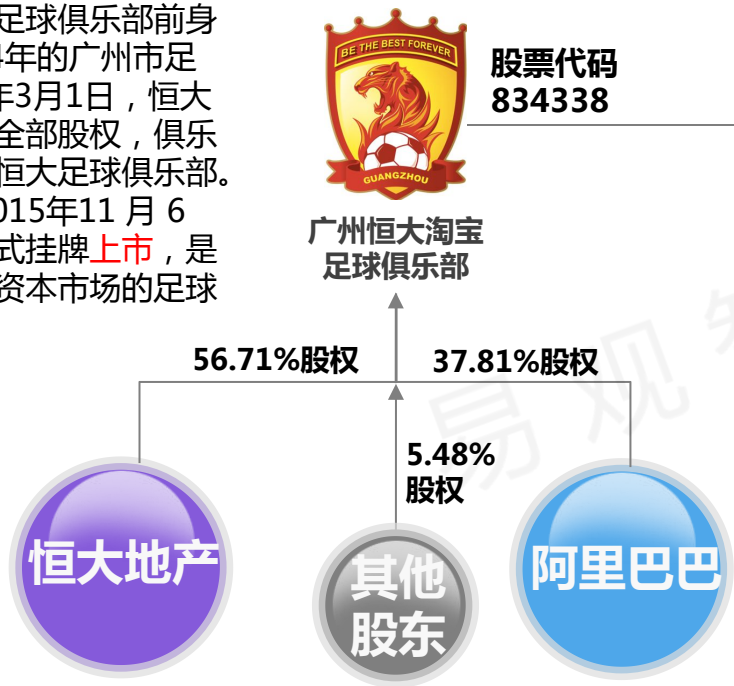 足球俱乐部前身
年的广州市足
年3月1日，恒大
全部股权，俱乐
恒大足球俱乐部。
015年11 月 6
式挂牌上市，是
资本市场的足球
BE THE BEST FOREVER
GUANGZHOU
股票代码
834338
广州恒大淘宝
足球俱乐部
56.71%股权
37.81%股权
5.48%
股权
恒大地产
其他
股东
阿里巴巴
易观